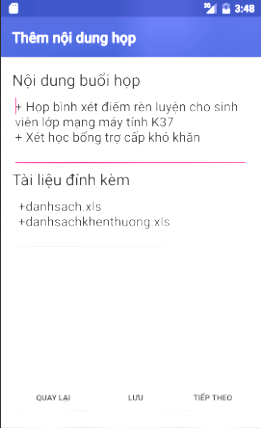 3:48
Thêm nội dung họp
Nội dung buổi họp
+ Họp bình xét điểm rèn luyện cho sinh
viên lớp mạng máy tính K37
+ Xét học bổng trợ cấp khó khăn
Tài liệu đính kèm
+danhsach.xls
+danhsachkhenthuong.xls
QUAY LẠI LƯU TIẾP THEO